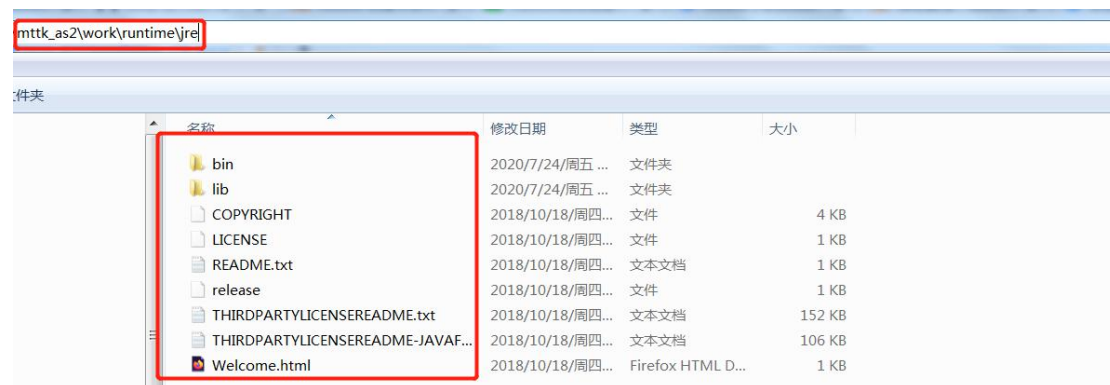 mttk_as2\work\runtime\jre
件夹
名称 修改日期 类型 大小
bin 2020/7/24/周五 ... 文件夹
lib 2020/7/24/周五 ... 文件夹
COPYRIGHT 2018/10/18/周四... 文件 4 KB
LICENSE 2018/10/18/周四... 文件 1 KB
README.txt 2018/10/18/周四... 文本文档 1 KB
release 2018/10/18/周四... 文件 1 KB
THIRDPARTYLICENSEREADME.txt 2018/10/18/周四... 文本文档 152 KB
THIRDPARTYLICENSEREADME-JAVAF... 2018/10/18/周四... 文本文档 106 KB
Welcome.html 2018/10/18/周四... Firefox HTML D... 1 KB